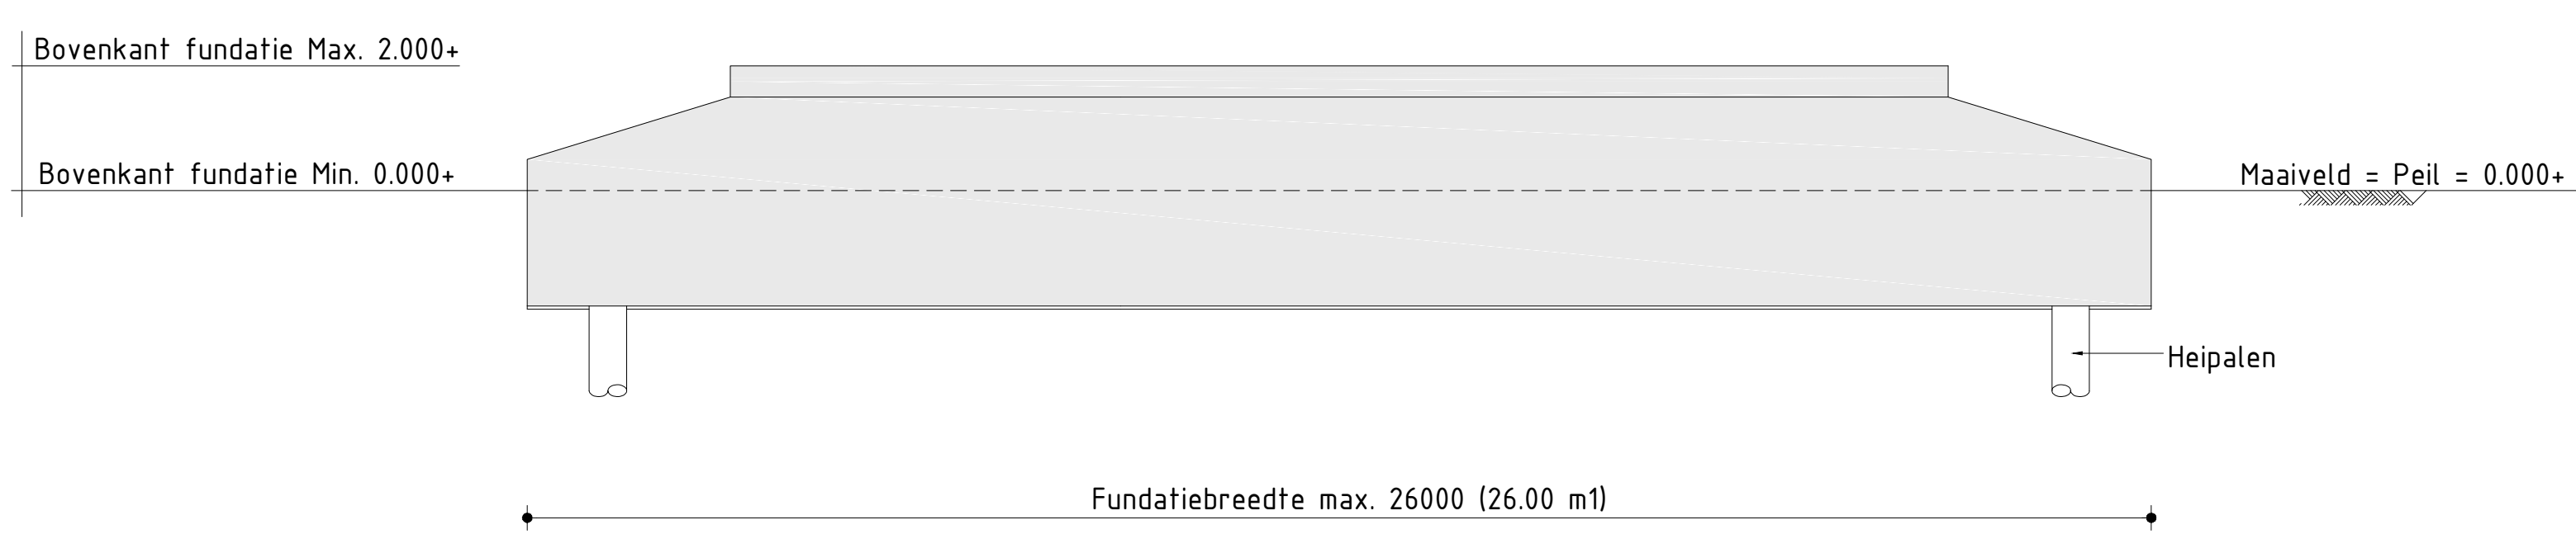 Bovenkant fundatie Max. 2.000+
Bovenkant fundatie Min. 0.000+
Maaiveld = Peil = 0.000+
Heipalen
Fundatiebreedte max. 26000 (26.00 m1)